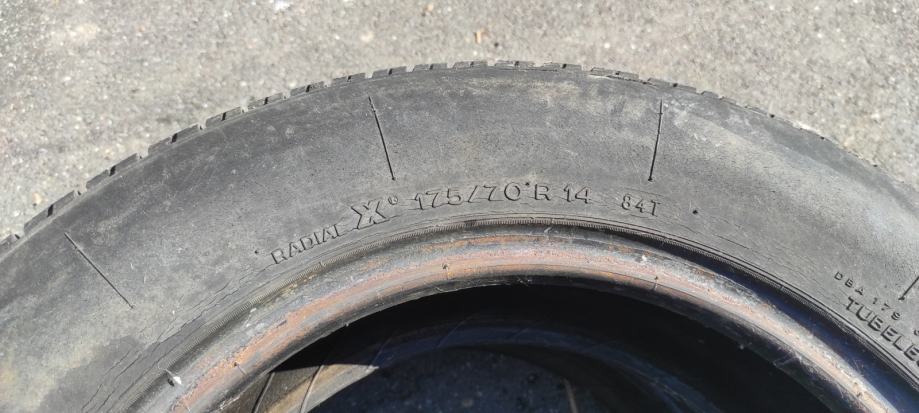 RADIAL X® 175/70 R 14 84T
TUBELE